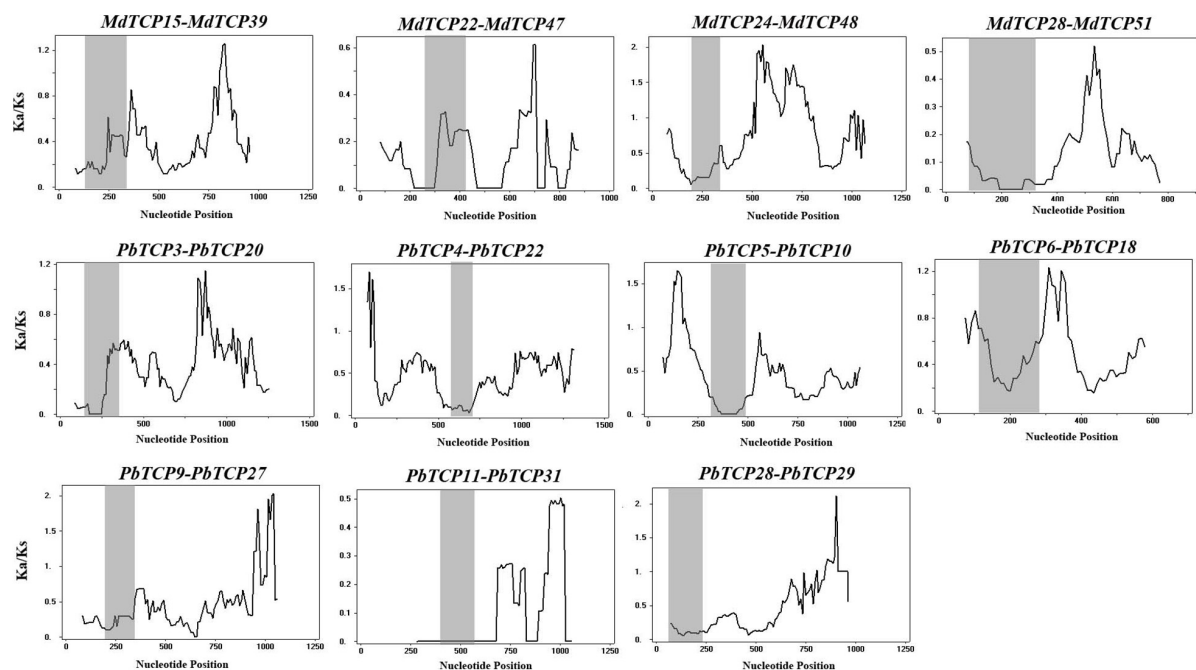 MdTCP15-MdTCP39
MdTCP22-MdTCP47
MdTCP24-MdTCP48
MdTCP28-MdTCP51
Ka/Ks
1.2
0.8
0.4
0.
0 250 500 750 1000 1250
Nucleotide Position
0.6
0.4
0.2
0.
0 200 400 600 800 1000
Nucleotide Position
2.
1.5
1.
0.5
0.
0 250 500 750 1000 1250
Nucleotide Position
0.5
0.4
0.3
0.2
0.1
0.
0 200 400 600 800
Nucleotide Position
PbTCP3-PbTCP20
PbTCP4-PbTCP22
PbTCP5-PbTCP10
PbTCP6-PbTCP18
Ka/Ks
1.2
0.8
0.4
0.
0 500 1000 1500
Nucleotide Position
1.5
1.
0.5
0.
0 500 1000 1500
Nucleotide Position
1.5
1.
0.5
0.
0 250 500 750 1000 1250
Nucleotide Position
1.2
0.8
0.4
0.
0 200 400 600
Nucleotide Position
PbTCP9-PbTCP27
PbTCP11-PbTCP31
PbTCP28-PbTCP29
Ka/Ks
2.
1.5
1.
0.5
0.
0 250 500 750 1000 1250
Nucleotide Position
0.5
0.4
0.3
0.2
0.1
0.
0 250 500 750 1000 1250
Nucleotide Position
2.
1.5
1.
0.5
0.
0 250 500 750 1000 1250
Nucleotide Position